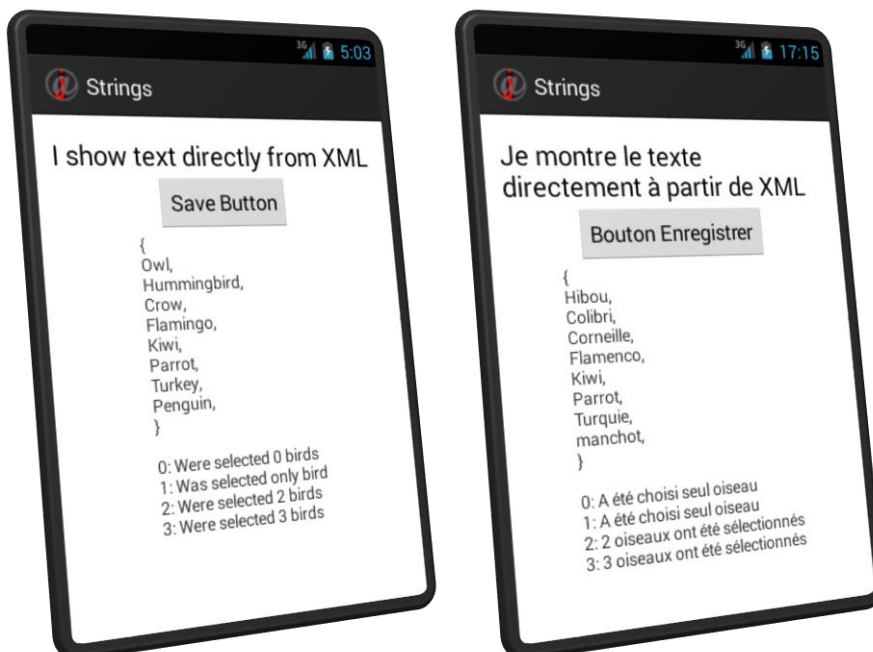 3G 5:03
Strings
I show text directly from XML
Save Button
{
Owl,
Hummingbird,
Crow,
Flamingo,
Kiwi,
Parrot,
Turkey,
Penguin,
}
0: Were selected 0 birds
1: Was selected only bird
2: Were selected 2 birds
3: Were selected 3 birds
3G 17:15
Strings
Je montre le texte
directement à partir de XML
Bouton Enregistrer
{
Hibou,
Colibri,
Corneille,
Flamenco,
Kiwi,
Parrot,
Turquie,
manchot,
}
0: A été choisi seul oiseau
1: A été choisi seul oiseau
2: 2 oiseaux ont été sélectionnés
3: 3 oiseaux ont été sélectionnés